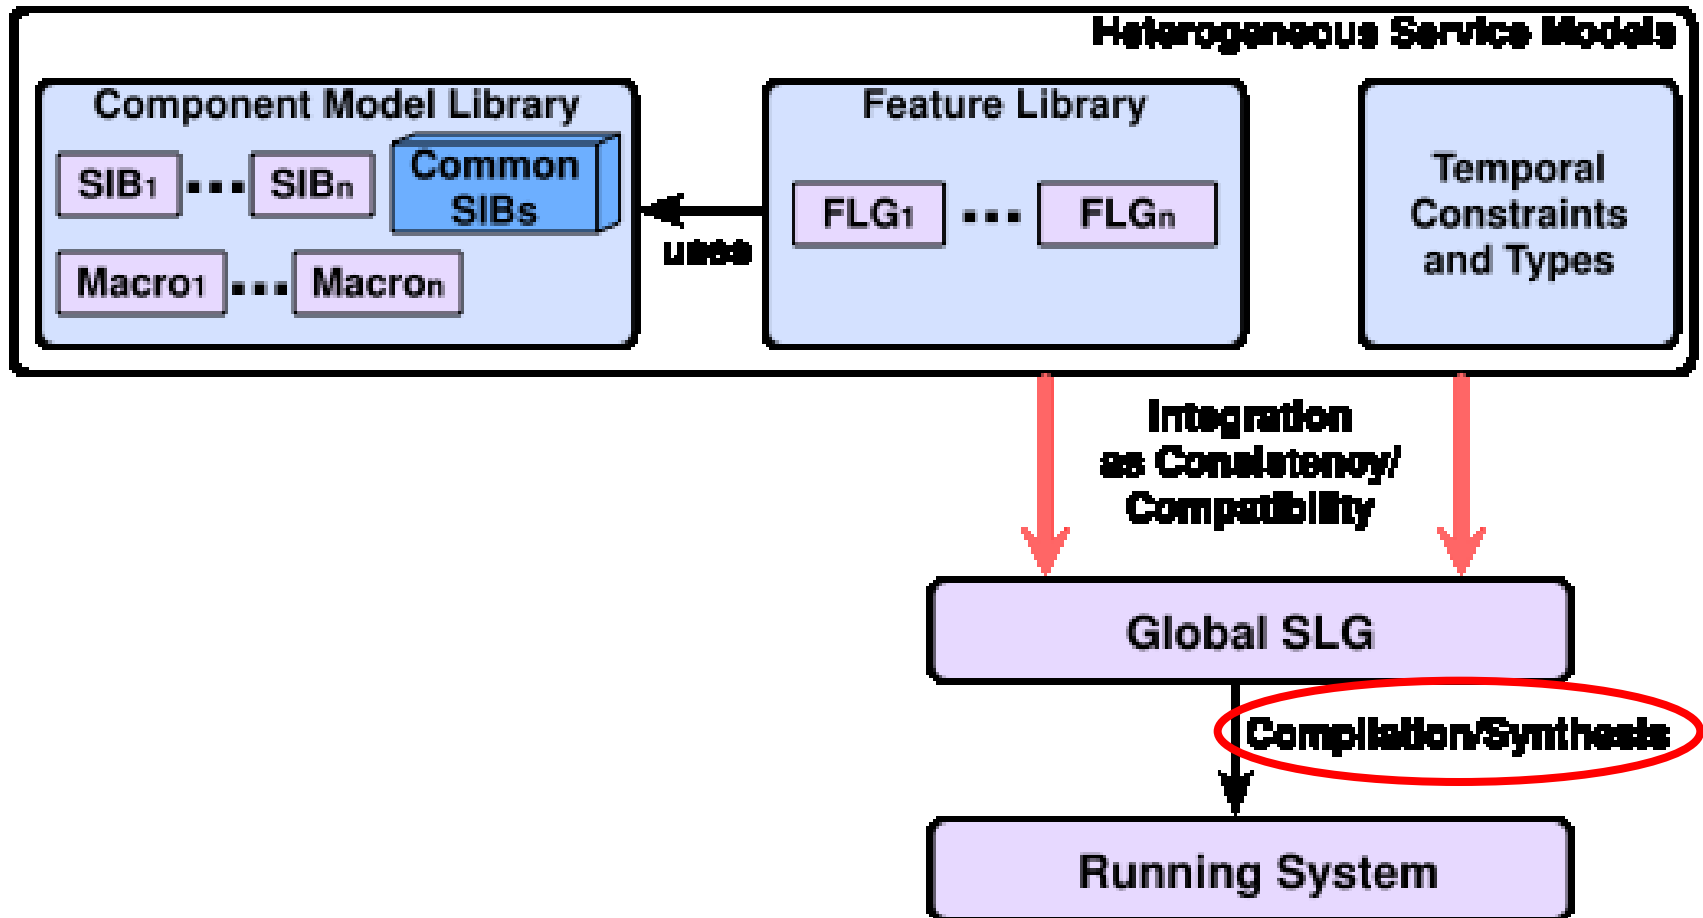 Heterogeneous Service Models
Component Model Library
SIB1 ... SIBn
Common
SIBs
Macro1 ... Macron
uses
Feature Library
FLG1 ... FLGn
Temporal
Constraints
and Types
Integration
as Consistency/
Compatibility
Global SLG
Compilation/Synthesis
Running System